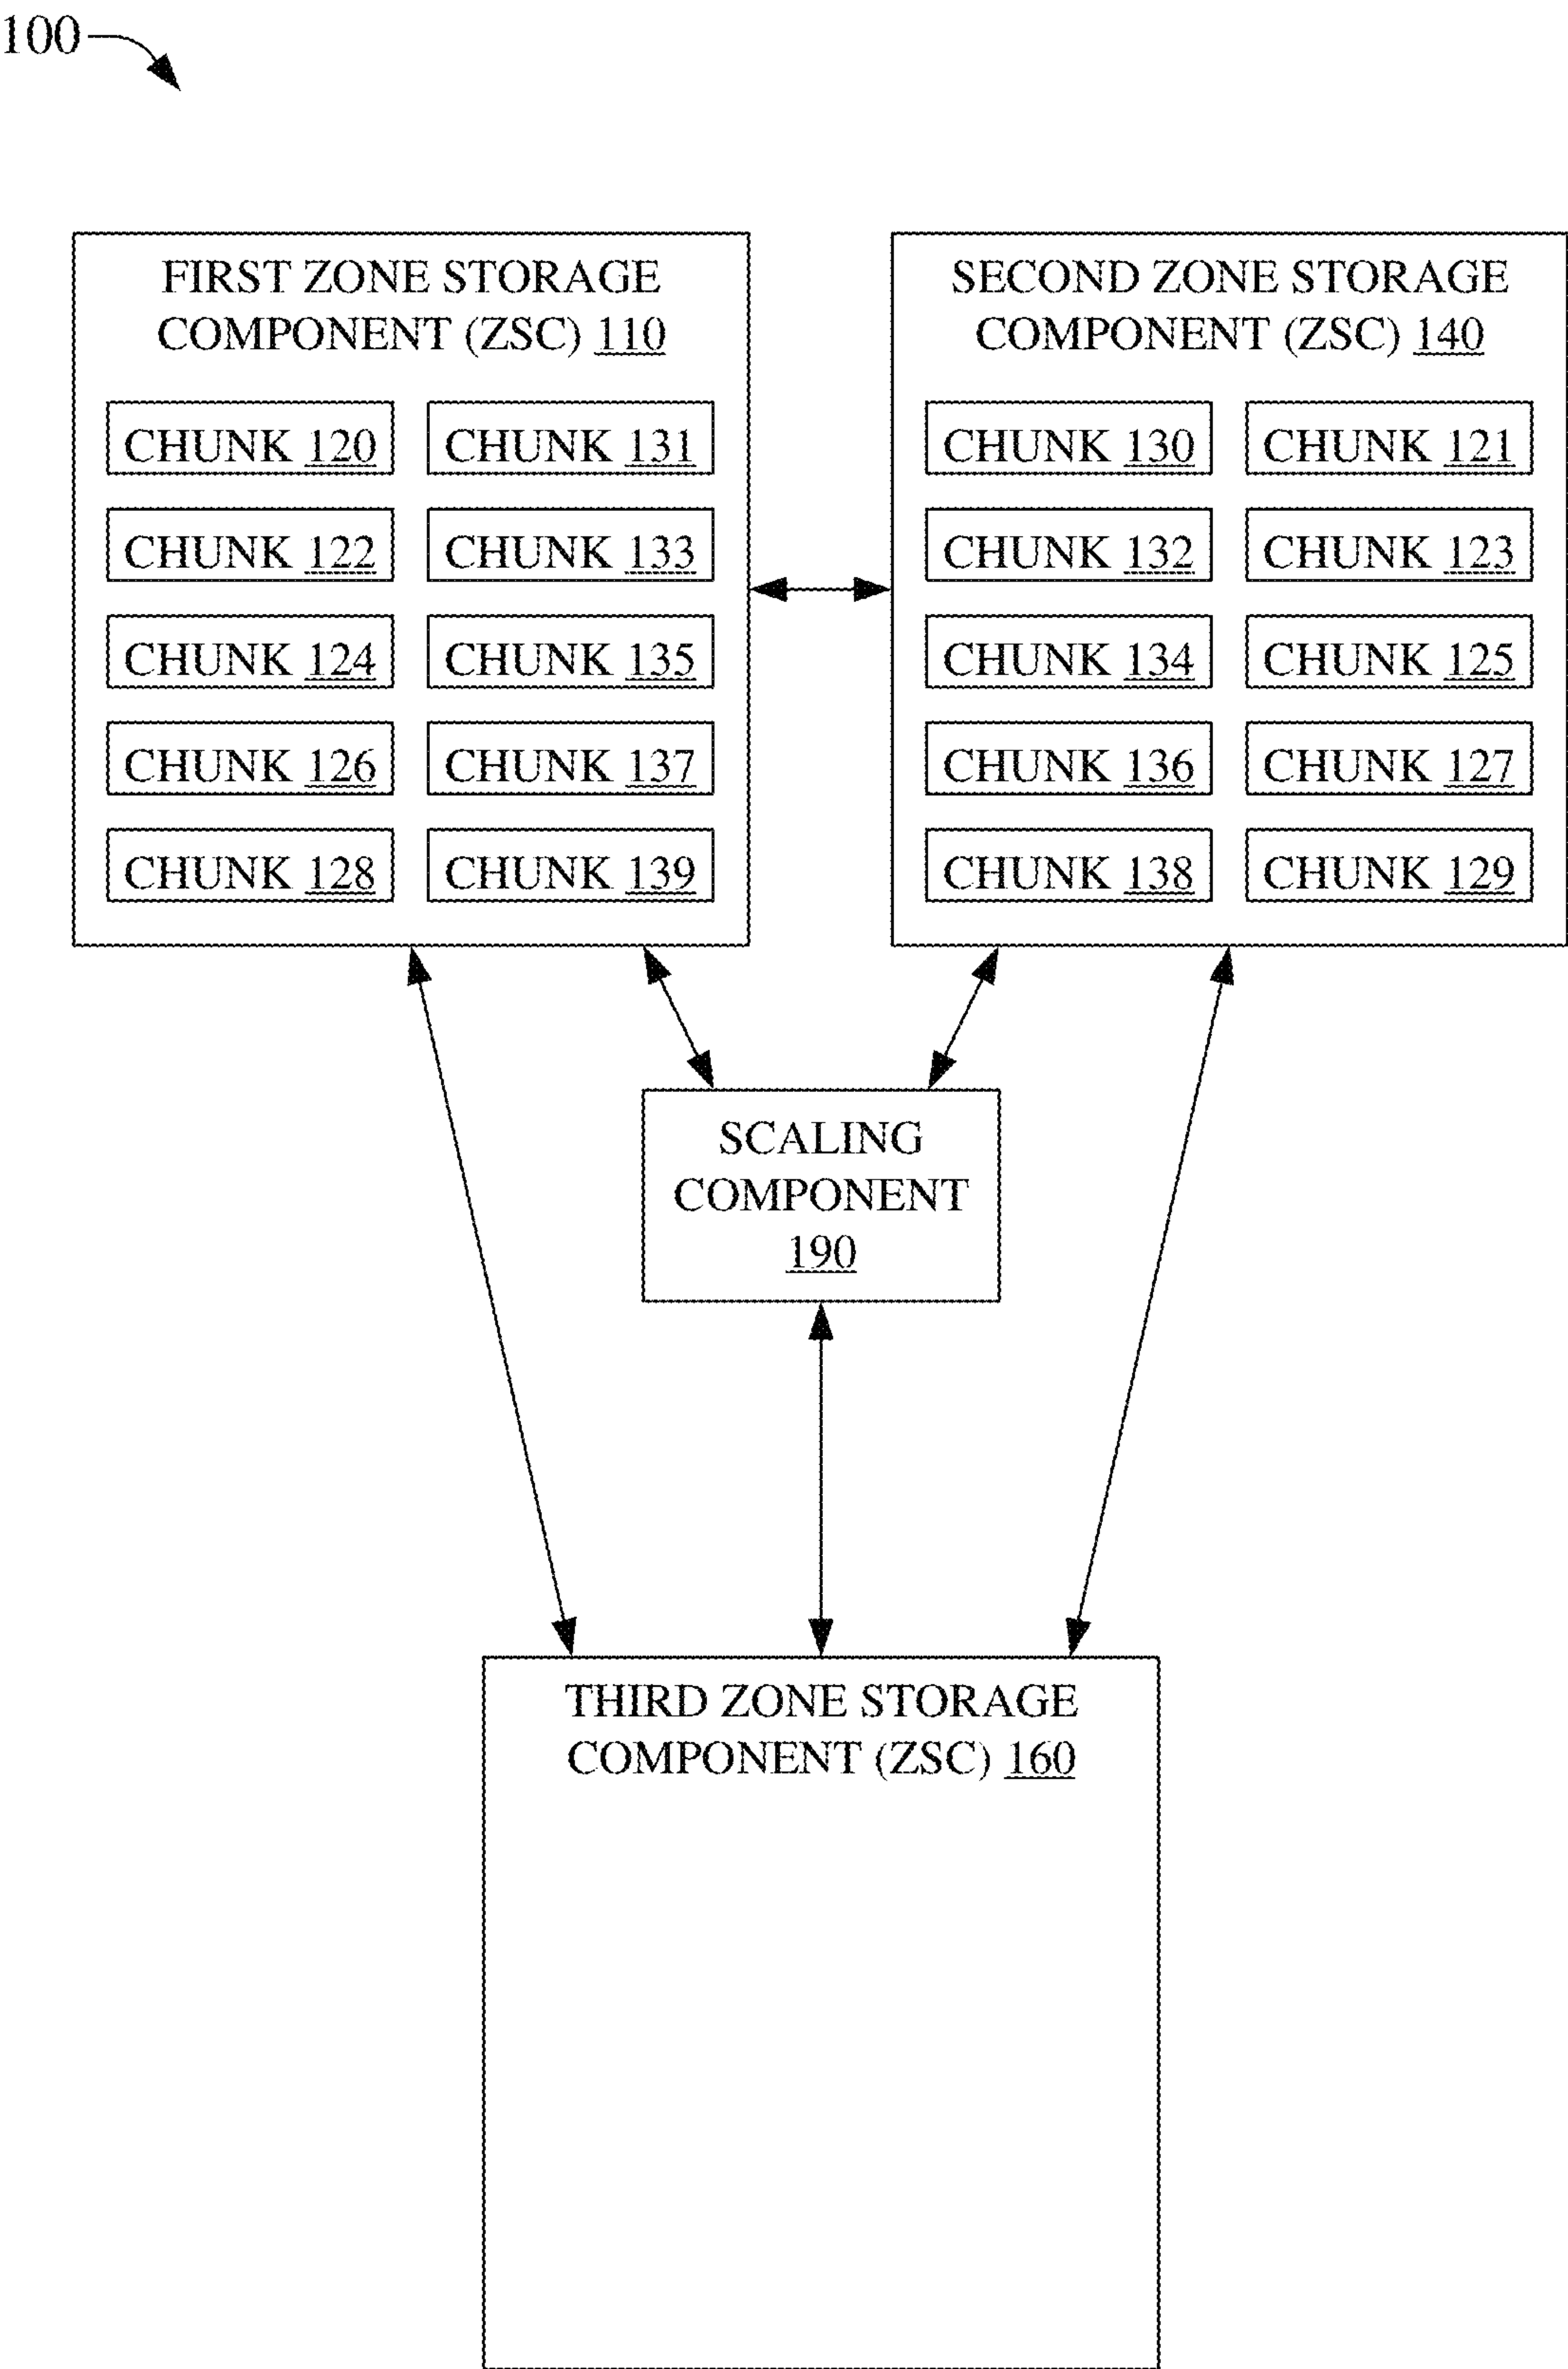 100
FIRST ZONE STORAGE
COMPONENT (ZSC) 110
CHUNK 120
CHUNK 131
CHUNK 122
CHUNK 133
CHUNK 124
CHUNK 135
CHUNK 126
CHUNK 137
CHUNK 128
CHUNK 139
SECOND ZONE STORAGE
COMPONENT (ZSC) 140
CHUNK 130
CHUNK 121
CHUNK 132
CHUNK 123
CHUNK 134
CHUNK 125
CHUNK 136
CHUNK 127
CHUNK 138
CHUNK 129
SCALING
COMPONENT
190
THIRD ZONE STORAGE
COMPONENT (ZSC) 160